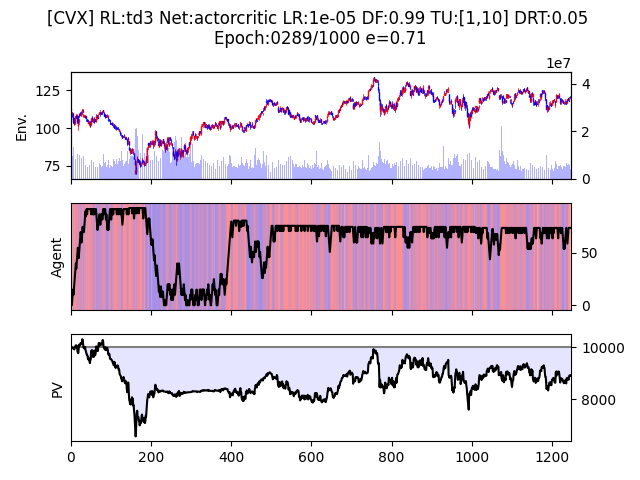 [CVX] RL:td3 Net:actorcritic LR:1e-05 DF:0.99 TU:[1,10] DRT:0.05
Epoch:0289/1000 e=0.71
1e7
125
100
75
Env.
4
2
0
Agent
50
0
PV
10000
8000
0 200 400 600 800 1000 1200